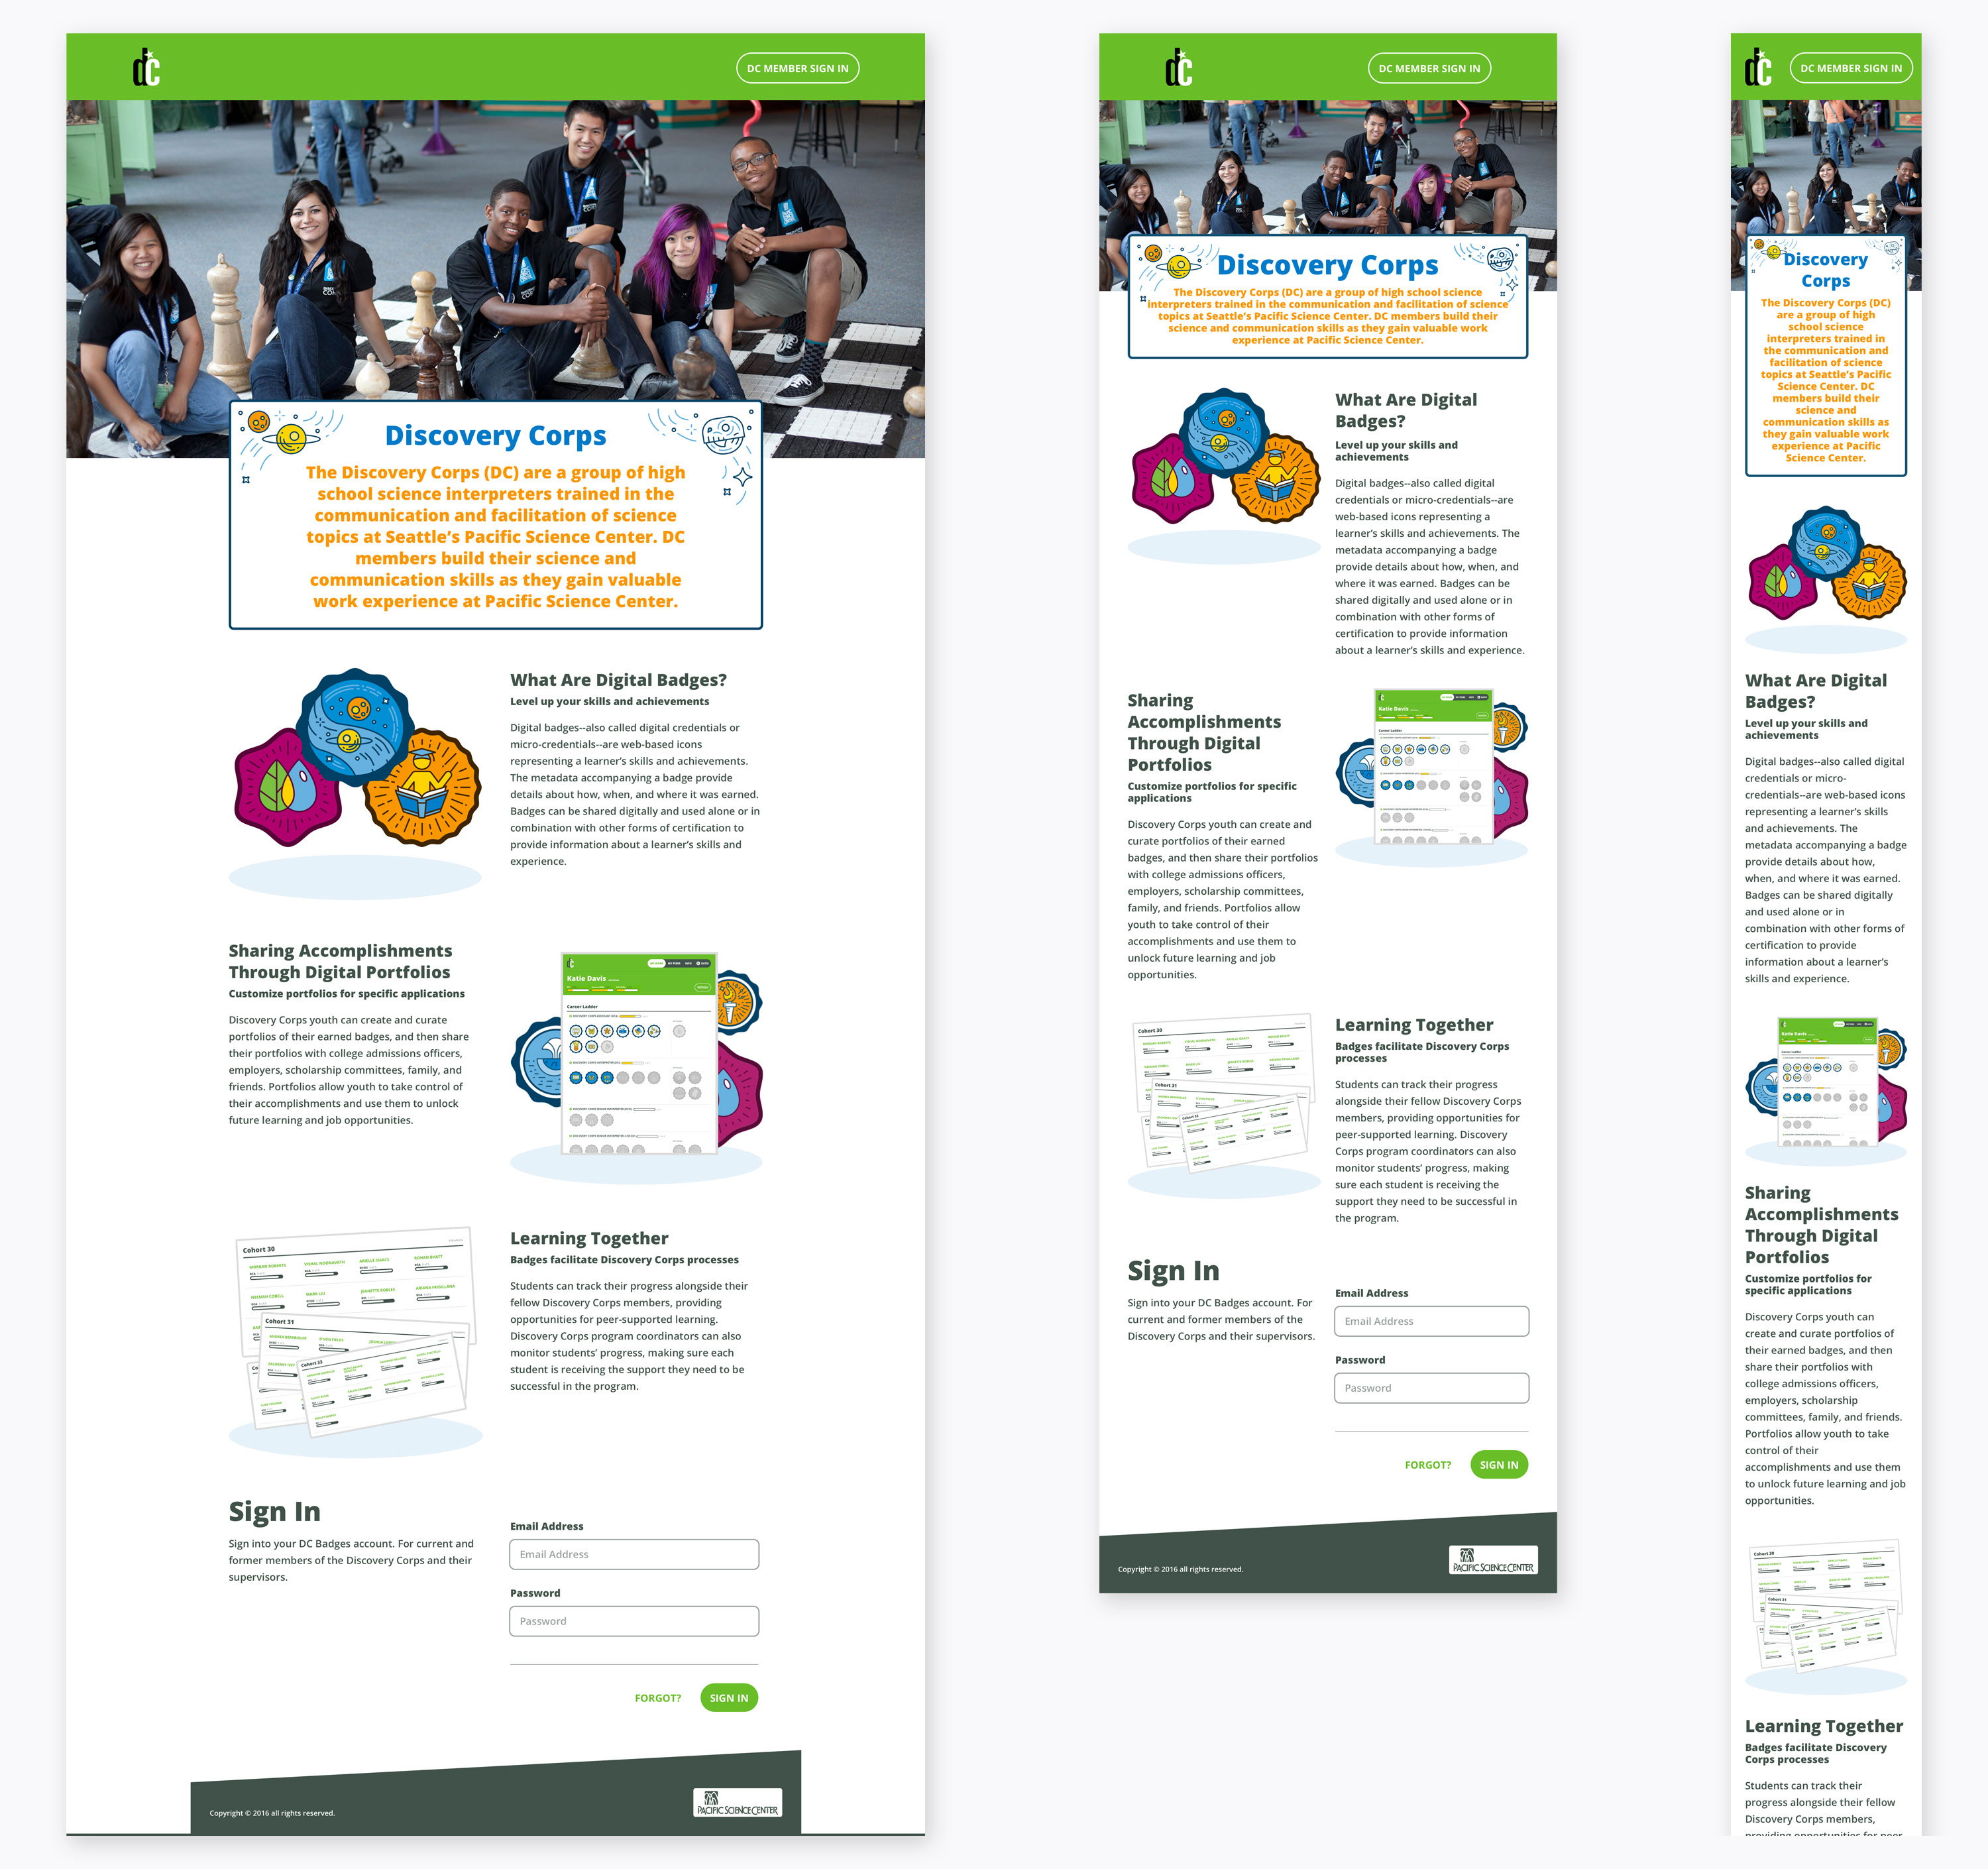 dc
DC MEMBER SIGN IN
Discovery Corps
The Discovery Corps (DC) are a group of high
school science interpreters trained in the
communication and facilitation of science
topics at Seattle's Pacific Science Center. DC
members build their science and
communication skills as they gain valuable
work experience at Pacific Science Center.
What Are Digital Badges?
Level up your skills and achievements
Digital badges--also called digital credentials or
micro-credentials--are web-based icons
representing a learner's skills and achievements.
The metadata accompanying a badge provide
details about how, when, and where it was earned.
Badges can be shared digitally and used alone or in
combination with other forms of certification to
provide information about a learner's skills and
experience.
Sharing Accomplishments
Through Digital Portfolios
Customize portfolios for specific applications
Discovery Corps youth can create and curate
portfolios of their earned badges, and then share
their portfolios with college admissions officers,
employers, scholarship committees, family, and
friends. Portfolios allow youth to take control of
their accomplishments and use them to unlock
future learning and job opportunities.
Katie Davis
Career Ladder
Cohort 30
Cohort 31
Cohort 33
Learning Together
Badges facilitate Discovery Corps processes
Students can track their progress alongside their
fellow Discovery Corps members, providing
opportunities for peer-supported learning.
Discovery Corps program coordinators can also
monitor students' progress, making sure each
student is receiving the support they need to be
successful in the program.
Sign In
Sign into your DC Badges account. For current and
former members of the Discovery Corps and their
supervisors.
Email Address
Email Address
Password
Password
FORGOT?
SIGN IN
Copyright © 2016 all rights reserved.
PACIFIC SCIENCE CENTER
dc
DC MEMBER SIGN IN
Discovery Corps
The Discovery Corps (DC) are a group of high school science
interpreters trained in the communication and facilitation of science
topics at Seattle's Pacific Science Center. DC members build their
science and communication skills as they gain valuable work
experience at Pacific Science Center.
What Are Digital
Badges?
Level up your skills and
achievements
Digital badges--also called digital
credentials or micro-credentials--are
web-based icons representing a
learner's skills and achievements. The
metadata accompanying a badge
provide details about how, when, and
where it was earned. Badges can be
shared digitally and used alone or in
combination with other forms of
certification to provide information
about a learner's skills and experience.
Sharing
Accomplishments
Through Digital
Portfolios
Customize portfolios for specific
applications
Discovery Corps youth can create and
curate portfolios of their earned
badges, and then share their portfolios
with college admissions officers,
employers, scholarship committees,
family, and friends. Portfolios allow
youth to take control of their
accomplishments and use them to
unlock future learning and job
opportunities.
Katie Davis
Career Ladder
Cohort 30
Cohort 31
Learning Together
Badges facilitate Discovery Corps
processes
Students can track their progress
alongside their fellow Discovery Corps
members, providing opportunities for
peer-supported learning. Discovery
Corps program coordinators can also
monitor students' progress, making
sure each student is receiving the
support they need to be successful in
the program.
Sign In
Sign into your DC Badges account. For
current and former members of the
Discovery Corps and their supervisors.
Email Address
Email Address
Password
Password
FORGOT?
SIGN IN
Copyright © 2016 all rights reserved.
PACIFIC SCIENCE CENTER
dc
DC MEMBER SIGN IN
Discovery
Corps
The Discovery Corps (DC)
are a group of high
school science
interpreters trained in
the communication and
facilitation of science
topics at Seattle's Pacific
Science Center. DC
members build their
science and
communication skills as
they gain valuable work
experience at Pacific
Science Center.
What Are Digital
Badges?
Level up your skills and
achievements
Digital badges--also called digital
credentials or micro-
credentials--are web-based icons
representing a learner's skills
and achievements. The
metadata accompanying a badge
provide details about how,
when, and where it was earned.
Badges can be shared digitally
and used alone or in
combination with other forms of
certification to provide
information about a learner's
skills and experience.
Katie Davis
Sharing
Accomplishments
Through Digital
Portfolios
Customize portfolios for
specific applications
Discovery Corps youth can
create and curate portfolios of
their earned badges, and then
share their portfolios with
college admissions officers,
employers, scholarship
committees, family, and friends.
Portfolios allow youth to take
control of their
accomplishments and use them
to unlock future learning and job
opportunities.
Cohort 30
Cohort 31
Learning Together
Badges facilitate Discovery
Corps processes
Students can track their
progress alongside their fellow
Discovery Corps members,
providing opportunities for peer-